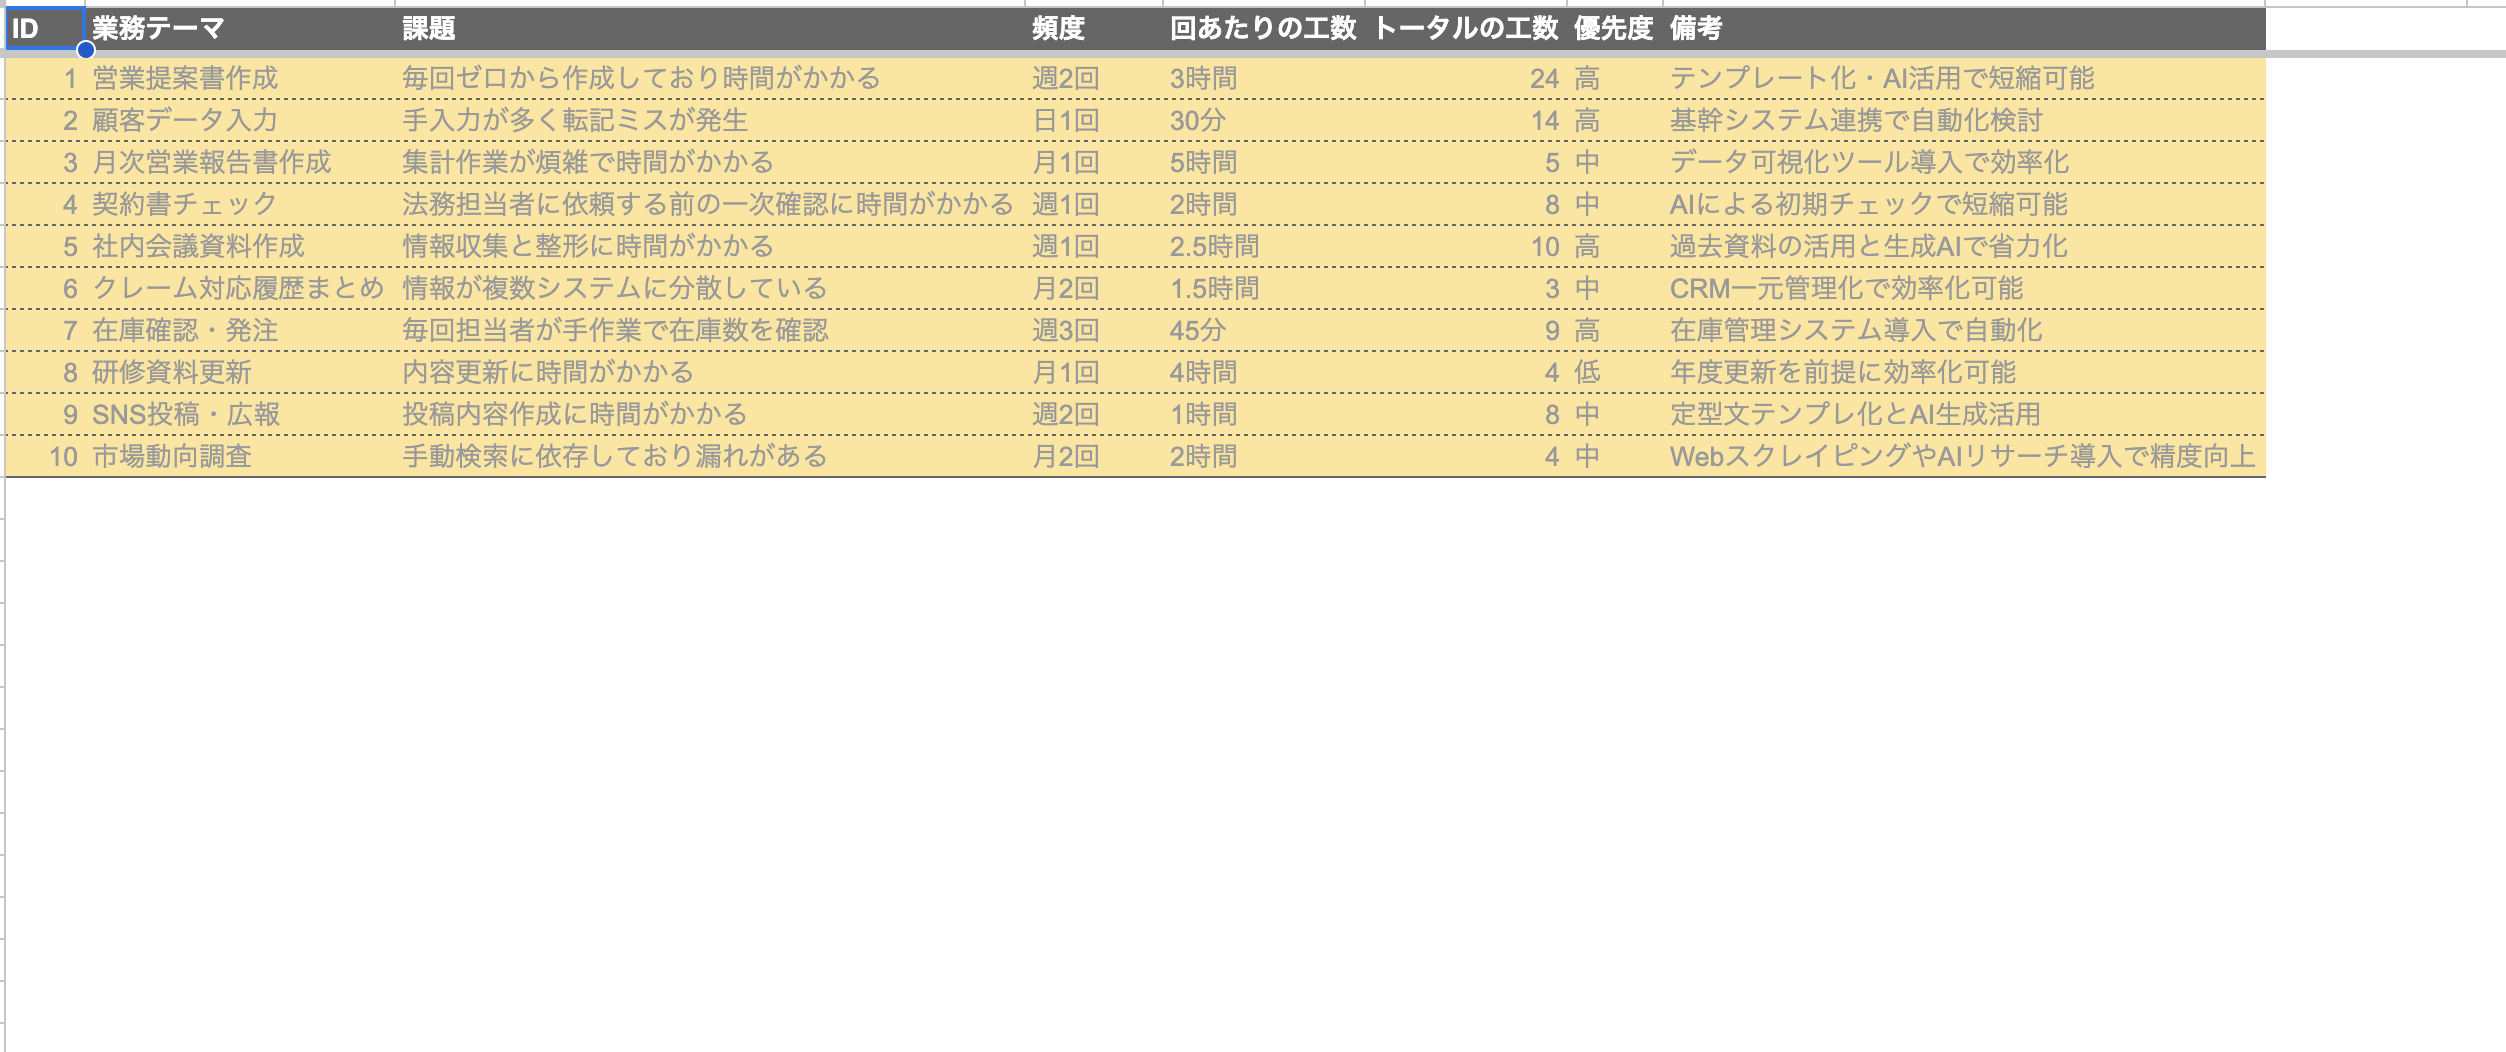 ID 業務テーマ 課題 頻度 回あたりの工数 トータルの工数 優先度 備考
1 営業提案書作成 毎回ゼロから作成しており時間がかかる 週2回 3時間 24 高 テンプレート化・AI活用で短縮可能
2 顧客データ入力 手入力が多く転記ミスが発生 日1回 30分 14 高 基幹システム連携で自動化検討
3 月次営業報告書作成 集計作業が煩雑で時間がかかる 月1回 5時間 5 中 データ可視化ツール導入で効率化
4 契約書チェック 法務担当者に依頼する前の一次確認に時間がかかる 週1回 2時間 8 中 AIによる初期チェックで短縮可能
5 社内会議資料作成 情報収集と整形に時間がかかる 週1回 2.5時間 10 高 過去資料の活用と生成AIで省力化
6 クレーム対応履歴まとめ 情報が複数システムに分散している 月2回 1.5時間 3 中 CRM一元管理化で効率化可能
7 在庫確認・発注 毎回担当者が手作業で在庫数を確認 週3回 45分 9 高 在庫管理システム導入で自動化
8 研修資料更新 内容更新に時間がかかる 月1回 4時間 4 低 年度更新を前提に効率化可能
9 SNS投稿・広報 投稿内容作成に時間がかかる 週2回 1時間 8 中 定型文テンプレ化とAI生成活用
10 市場動向調査 手動検索に依存しており漏れがある 月2回 2時間 4 中 WebスクレイピングやAIリサーチ導入で精度向上